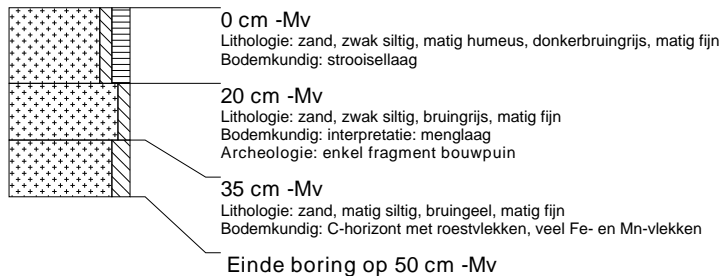 0 cm -Mv
Lithologie: zand, zwak siltig, matig humeus, donkerbruingrijs, matig fijn
Bodemkundig: strooisellaag
20 cm -Mv
Lithologie: zand, zwak siltig, bruingrijs, matig fijn
Bodemkundig: interpretatie: menglaag
Archeologie: enkel fragment bouwpuin
35 cm -Mv
Lithologie: zand, matig siltig, bruingeel, matig fijn
Bodemkundig: C-horizont met roestvlekken, veel Fe- en Mn-vlekken
Einde boring op 50 cm -Mv